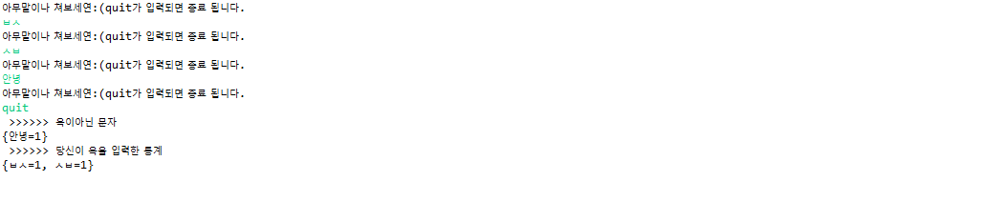 아무말이나 쳐보세연:(quit가 입력되면 종료 됩니다.
ㅂㅅ
아무말이나 쳐보세연:(quit가 입력되면 종료 됩니다.
ㅅㅂ
아무말이나 쳐보세연:(quit가 입력되면 종료 됩니다.
안녕
아무말이나 쳐보세연:(quit가 입력되면 종료 됩니다.
quit
>>>>>> 욕이아닌 문자
{안녕=1}
>>>>>> 당신이 욕을 입력한 통계
{ㅂㅅ=1, ㅅㅂ=1}